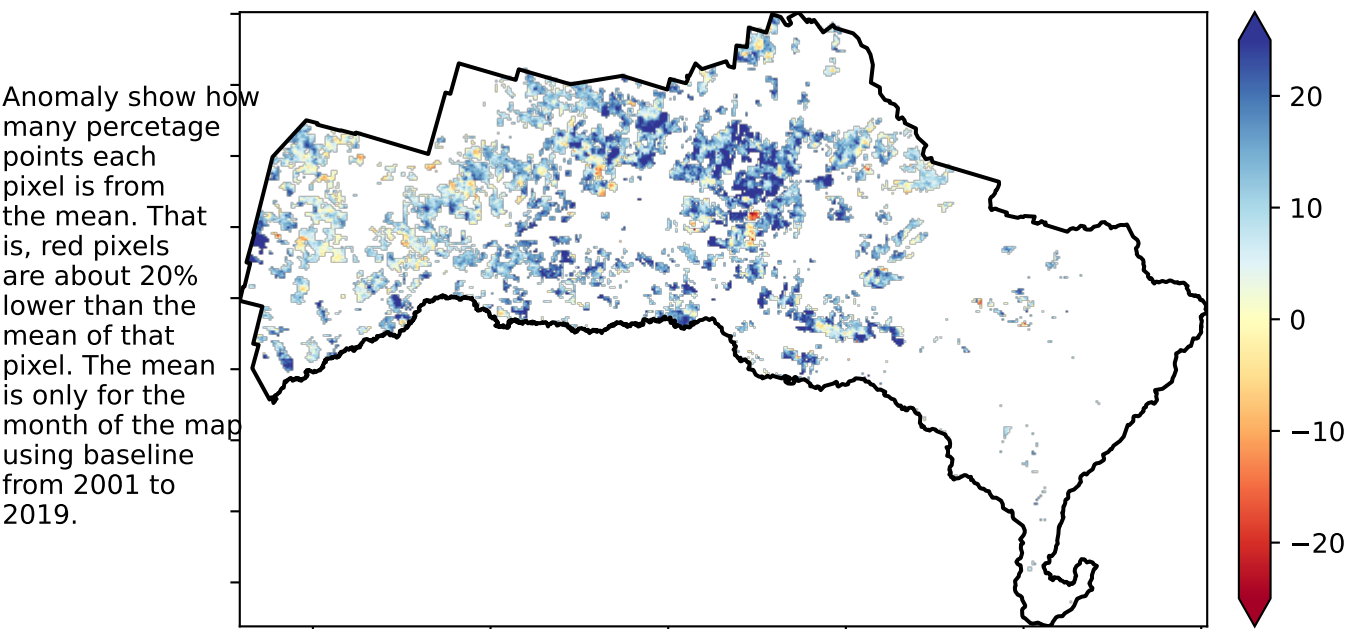 Anomaly show how
many percetage
points each
pixel is from
the mean. That
is, red pixels
are about 20%
lower than the
mean of that
pixel. The mean
is only for the
month of the map
using baseline
from 2001 to
2019.
20
10
0
−10
−20